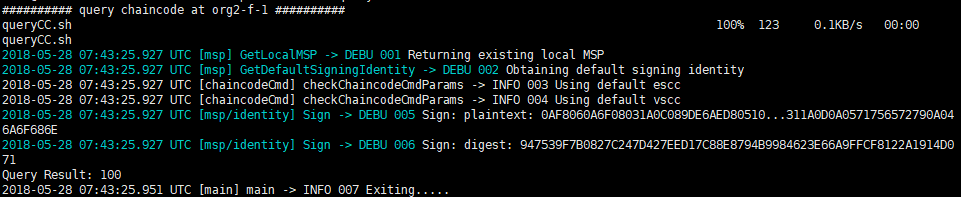 ########## query chaincode at org2-f-1 ##########
queryCC.sh 100% 123 0.1KB/s 00:00
queryCC.sh
2018-05-28 07:43:25.927 UTC [msp] GetLocalMSP -> DEBU 001 Returning existing local MSP
2018-05-28 07:43:25.927 UTC [msp] GetDefaultSigningIdentity -> DEBU 002 Obtaining default signing identity
2018-05-28 07:43:25.927 UTC [chaincodeCmd] checkChaincodeCmdParams -> INFO 003 Using default escc
2018-05-28 07:43:25.927 UTC [chaincodeCmd] checkChaincodeCmdParams -> INFO 004 Using default vscc
2018-05-28 07:43:25.927 UTC [msp/identity] Sign -> DEBU 005 Sign: plaintext: 0AF8060A6F08031A0C089DE6AED80510...311A0D0A0571756572790A04
6A6F686E
2018-05-28 07:43:25.927 UTC [msp/identity] Sign -> DEBU 006 Sign: digest: 947539F7B0827C247D427EED17C88E8794B9984623E66A9FFCF8122A1914D0
71
Query Result: 100
2018-05-28 07:43:25.951 UTC [main] main -> INFO 007 Exiting.....